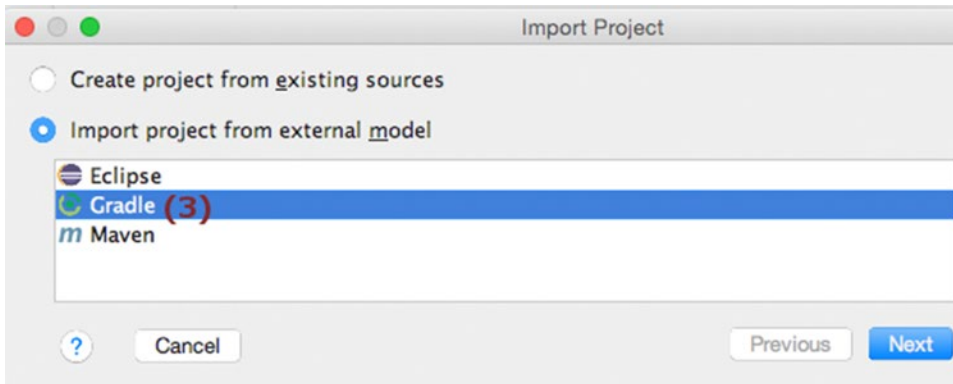 Import Project
Create project from existing sources
Import project from external model
Eclipse
Gradle (3)
m Maven
? Cancel Previous Next